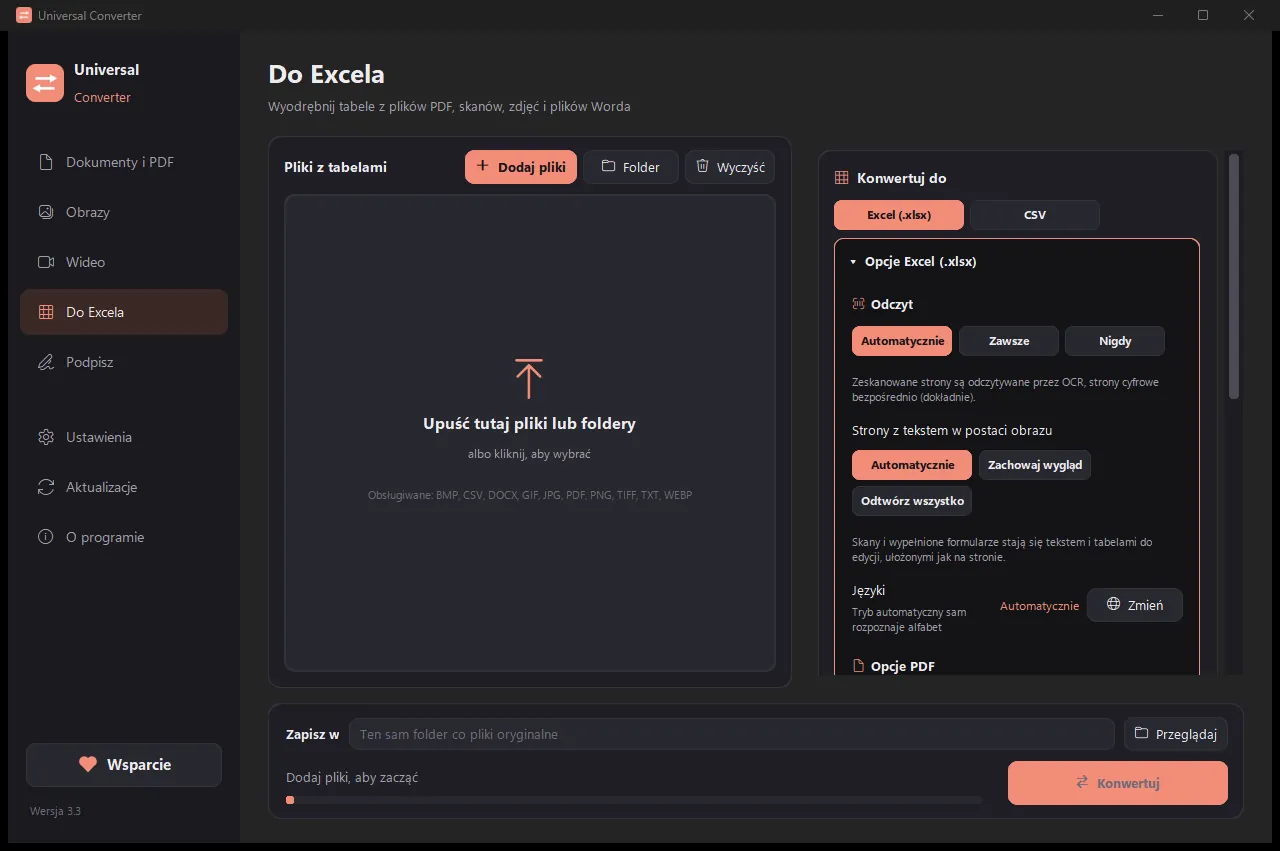 Universal Converter
Universal
Converter
Dokumenty i PDF
Obrazy
Wideo
Do Excela
Podpisz
Ustawienia
Aktualizacje
O programie
Wsparcie
Wersja 3.3
Do Excela
Wyodrębnij tabele z plików PDF, skanów, zdjęć i plików Worda
Pliki z tabelami
Dodaj pliki
Folder
Wyczyść
Upuść tutaj pliki lub foldery
albo kliknij, aby wybrać
Obsługiwane: BMP, CSV, DOCX, GIF, JPG, PDF, PNG, TIFF, TXT, WEBP
Konwertuj do
Excel (.xlsx)
CSV
Opcje Excel (.xlsx)
Odczyt
Automatycznie
Zawsze
Nigdy
Zeskanowane strony są odczytywane przez OCR, strony cyfrowe
bezpośrednio (dokładnie).
Strony z tekstem w postaci obrazu
Automatycznie
Zachowaj wygląd
Odtwórz wszystko
Skany i wypełnione formularze stają się tekstem i tabelami do
edycji, ułożonymi jak na stronie.
Języki
Tryb automatyczny sam
rozpoznaje alfabet
Automatycznie
Zmień
Opcje PDF
Zapisz w
Ten sam folder co pliki oryginalne
Przeglądaj
Dodaj pliki, aby zacząć
Konwertuj